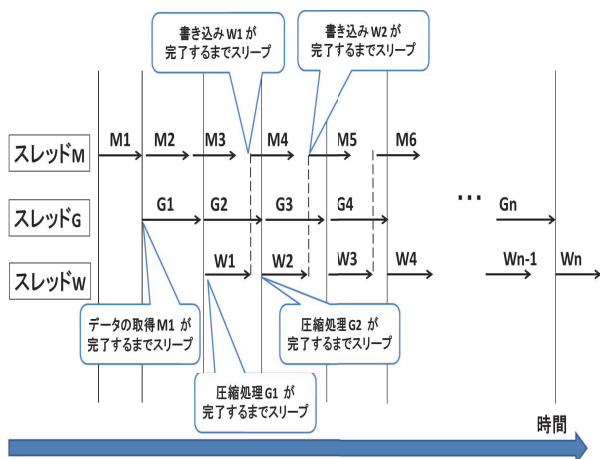 書き込みW1が
完了するまでスリープ
書き込みW2が
完了するまでスリープ
スレッドM
M1
M2
M3
M4
M5
M6
スレッドG
G1
G2
G3
G4
…
Gn
スレッドW
W1
W2
W3
W4
Wn-1
Wn
データの取得M1が
完了するまでスリープ
圧縮処理G2が
完了するまでスリープ
圧縮処理G1が
完了するまでスリープ
時間